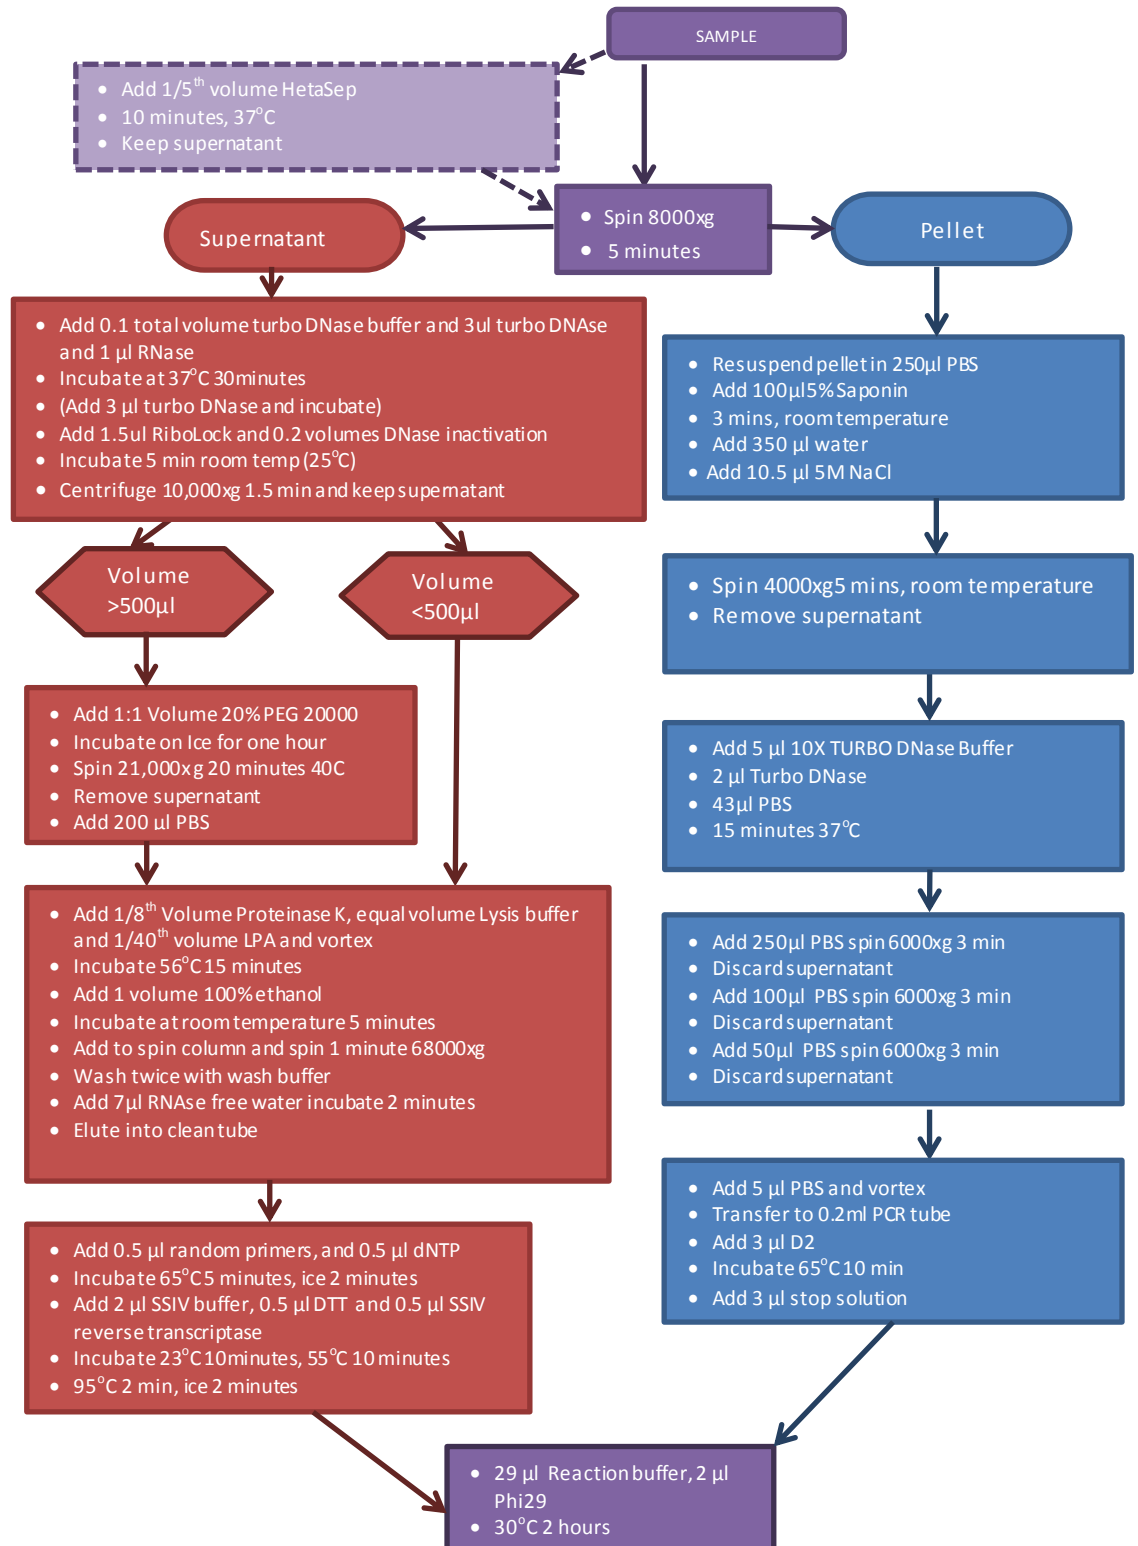 SAMPLE
• Add 1/5th volume HetaSep
• 10 minutes, 37°C
• Keep supernatant
• Spin 8000xg
• 5 minutes
Supernatant
Pellet
• Add 0.1 total volume turbo DNase buffer and 3ul turbo DNAse
and 1 µl RNase
• Incubate at 37°C 30minutes
• (Add 3 µl turbo DNase and incubate)
• Add 1.5ul RiboLock and 0.2 volumes DNase inactivation
• Incubate 5 min room temp (25°C)
• Centrifuge 10,000xg 1.5 min and keep supernatant
• Resuspend pellet in 250µl PBS
• Add 100µl 5% Saponin
• 3 mins, room temperature
• Add 350 µl water
• Add 10.5 µl 5M NaCl
Volume
>500µl
Volume
<500µl
• Spin 4000xg 5 mins, room temperature
• Remove supernatant
• Add 1:1 Volume 20% PEG 20000
• Incubate on Ice for one hour
• Spin 21,000xg 20 minutes 40C
• Remove supernatant
• Add 200 µl PBS
• Add 5 µl 10X TURBO DNase Buffer
• 2 µl Turbo DNase
• 43µl PBS
• 15 minutes 37°C
• Add 1/8th Volume Proteinase K, equal volume Lysis buffer
and 1/40th volume LPA and vortex
• Incubate 56°C 15 minutes
• Add 1 volume 100% ethanol
• Incubate at room temperature 5 minutes
• Add to spin column and spin 1 minute 68000xg
• Wash twice with wash buffer
• Add 7µl RNAse free water incubate 2 minutes
• Elute into clean tube
• Add 250µl PBS spin 6000xg 3 min
• Discard supernatant
• Add 100µl PBS spin 6000xg 3 min
• Discard supernatant
• Add 50µl PBS spin 6000xg 3 min
• Discard supernatant
• Add 0.5 µl random primers, and 0.5 µl dNTP
• Incubate 65°C 5 minutes, ice 2 minutes
• Add 2 µl SSIV buffer, 0.5 µl DTT and 0.5 µl SSIV
reverse transcriptase
• Incubate 23°C 10minutes, 55°C 10 minutes
• 95°C 2 min, ice 2 minutes
• Add 5 µl PBS and vortex
• Transfer to 0.2ml PCR tube
• Add 3 µl D2
• Incubate 65°C 10 min
• Add 3 µl stop solution
• 29 µl Reaction buffer, 2 µl
Phi29
• 30°C 2 hours